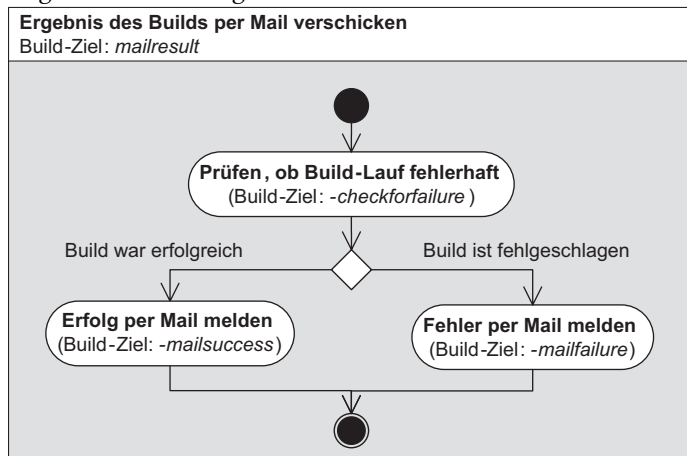 Ergebnis des Builds per Mail verschicken
Build-Ziel: mailresult
Prüfen, ob Build-Lauf fehlerhaft
(Build-Ziel: -checkforfailure)
Build war erfolgreich
Build ist fehlgeschlagen
Erfolg per Mail melden
(Build-Ziel: -mailsuccess)
Fehler per Mail melden
(Build-Ziel: -mailfailure)